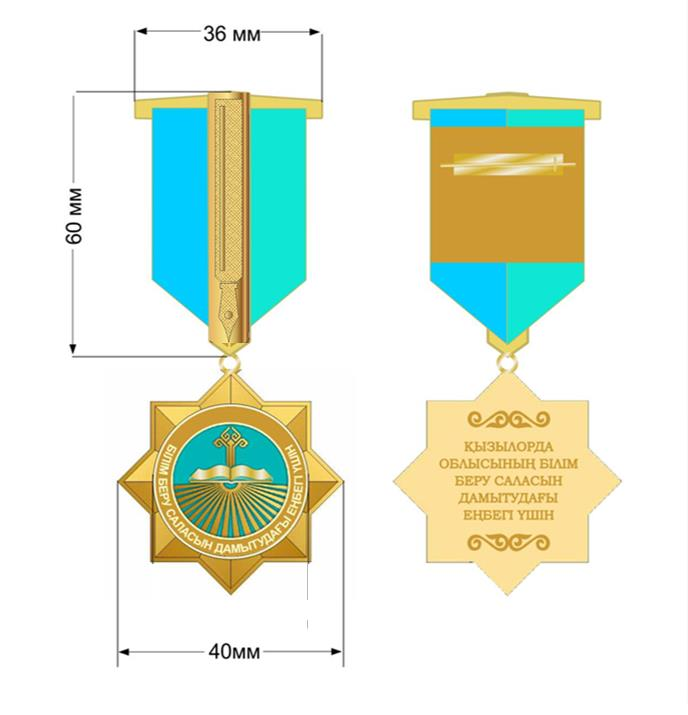 36 мм
60 мм
БІЛІМ БЕРУ САЛАСЫН ДАМЫТУДАҒЫ ЕҢБЕГІ ҮШІН
40мм
ҚЫЗЫЛОРДА
ОБЛЫСЫНЫҢ БІЛІМ
БЕРУ САЛАСЫН
ДАМЫТУДАҒЫ
ЕҢБЕГІ ҮШІН